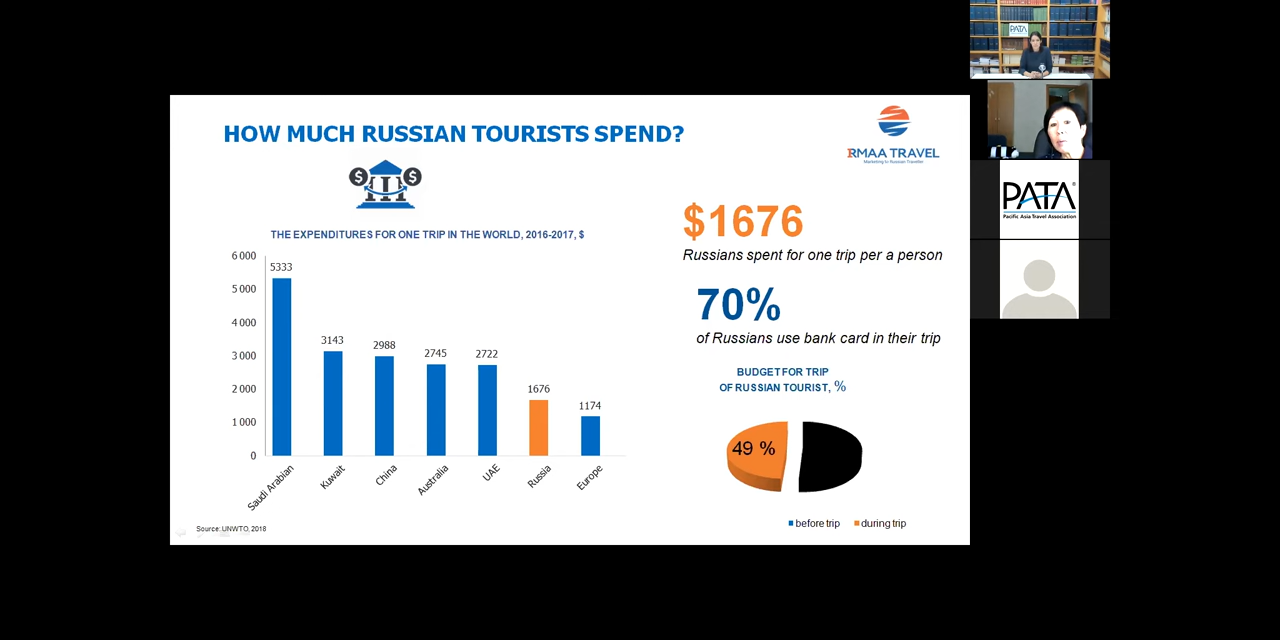 HOW MUCH RUSSIAN TOURISTS SPEND?
RMAA TRAVEL
Marketing to Russian Traveller
$ $
THE EXPENDITURES FOR ONE TRIP IN THE WORLD, 2016-2017, $
6 000
5 000
4 000
3 000
2 000
1 000
0
5333
3143
2988
2745
2722
1676
1174
Saudi Arabian
Kuwait
China
Australia
UAE
Russia
Europe
Source: UNWTO, 2018
$1676
Russians spent for one trip per a person
70%
of Russians use bank card in their trip
BUDGET FOR TRIP
OF RUSSIAN TOURIST, %
49 %
before trip
during trip
PATA
PATA®
Pacific Asia Travel Association